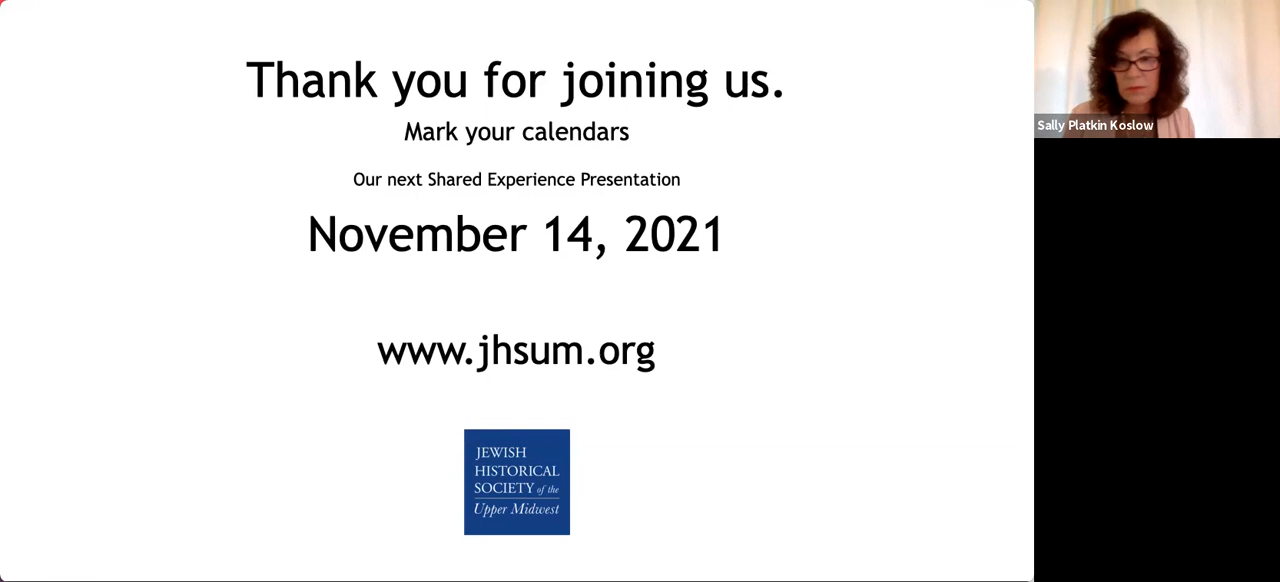 Thank you for joining us.
Mark your calendars
Our next Shared Experience Presentation
November 14, 2021
www.jhsum.org
JEWISH
HISTORICAL
SOCIETY of the
Upper Midwest
Sally Platkin Koslow